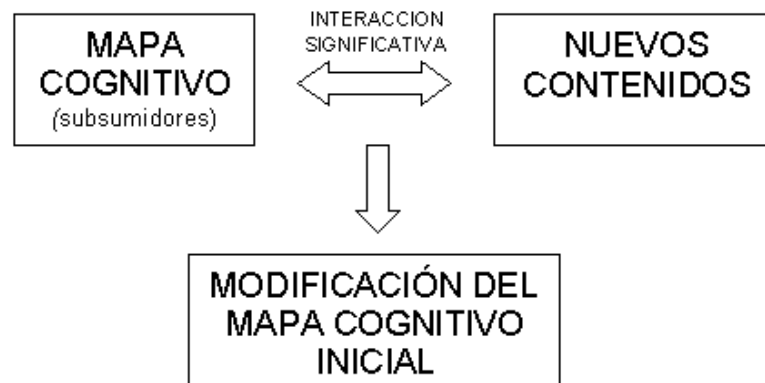 MAPA
COGNITIVO
(subsumidores)
INTERACCION
SIGNIFICATIVA
NUEVOS
CONTENIDOS
MODIFICACIÓN DEL
MAPA COGNITIVO
INICIAL